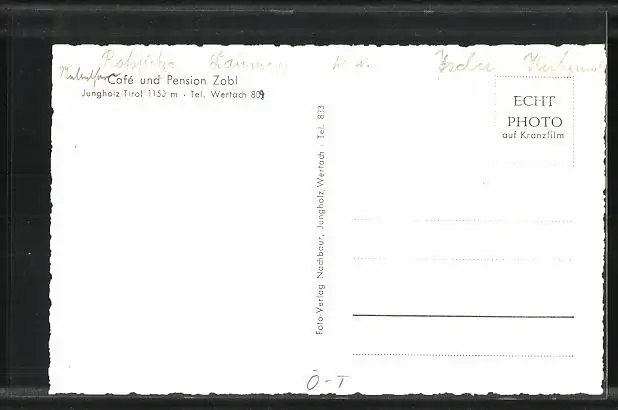 Café und Pension Zobl
Jungholz Tirol 1150 m · Tel. Wertach 809
Foto-Verlag Nachbaur, Jungholz, Wertach · Tel. 833
ECHT
PHOTO
auf Kranzfilm
Ö-T